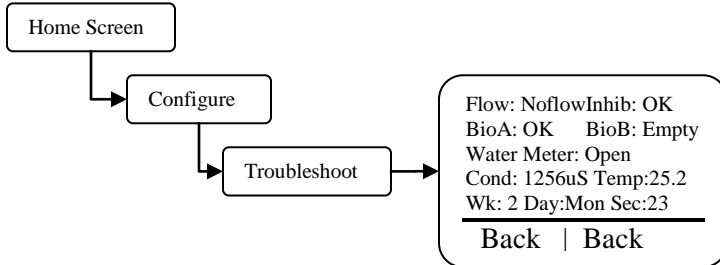 Home Screen
Configure
Troubleshoot
Flow: NoflowInhib: OK
BioA: OK BioB: Empty
Water Meter: Open
Cond: 1256uS Temp:25.2
Wk: 2 Day:Mon Sec:23
Back | Back